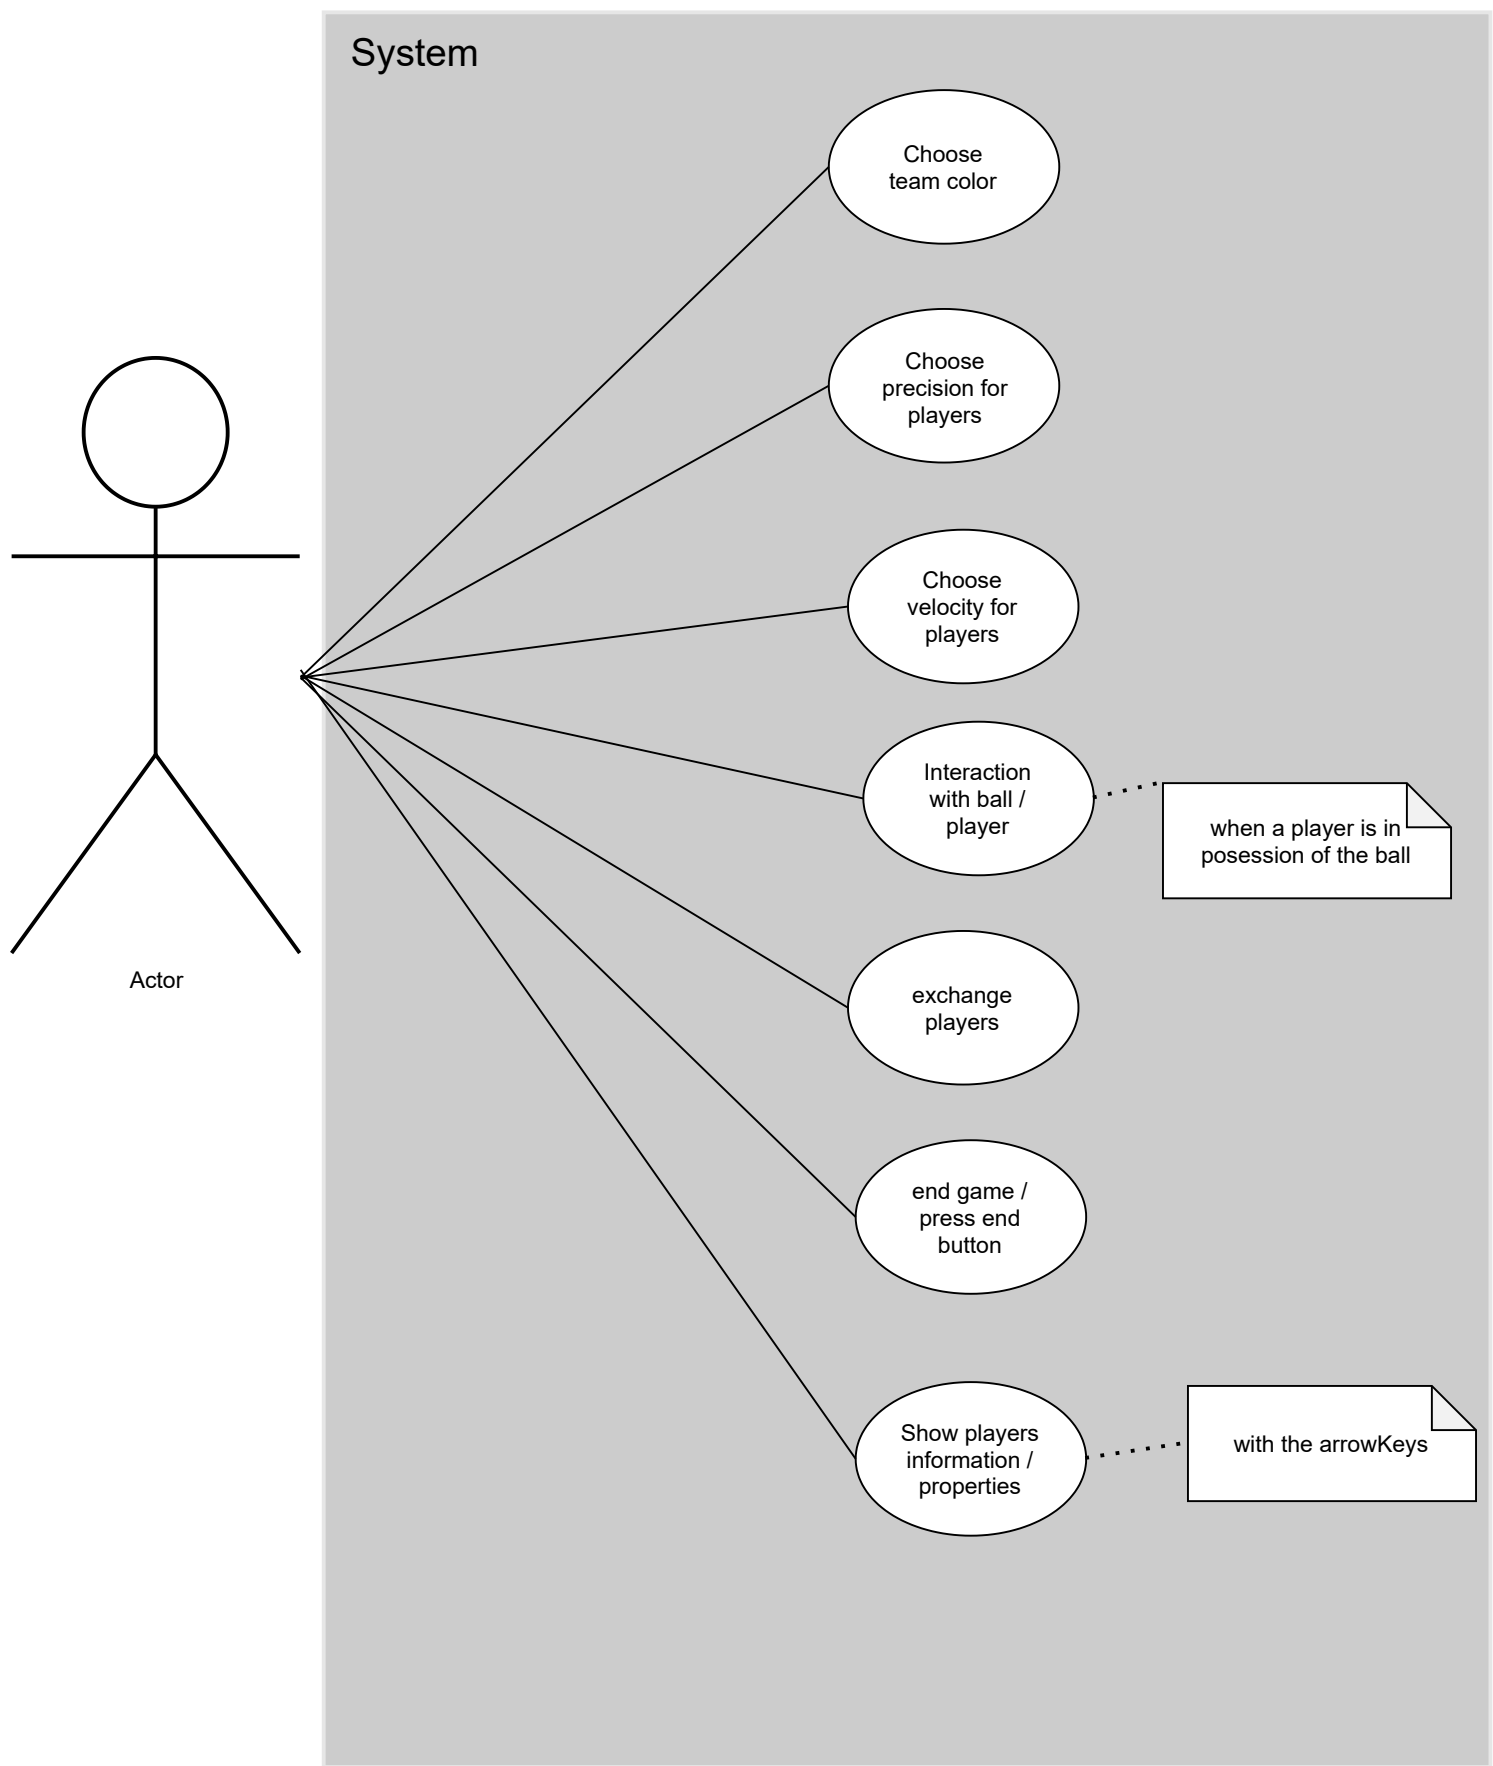 System
Choose
team color
Choose
precision for
players
Choose
velocity for
players
Interaction
with ball /
player
when a player is in
posession of the ball
Actor
exchange
players
end game /
press end
button
Show players
information /
properties
with the arrowKeys